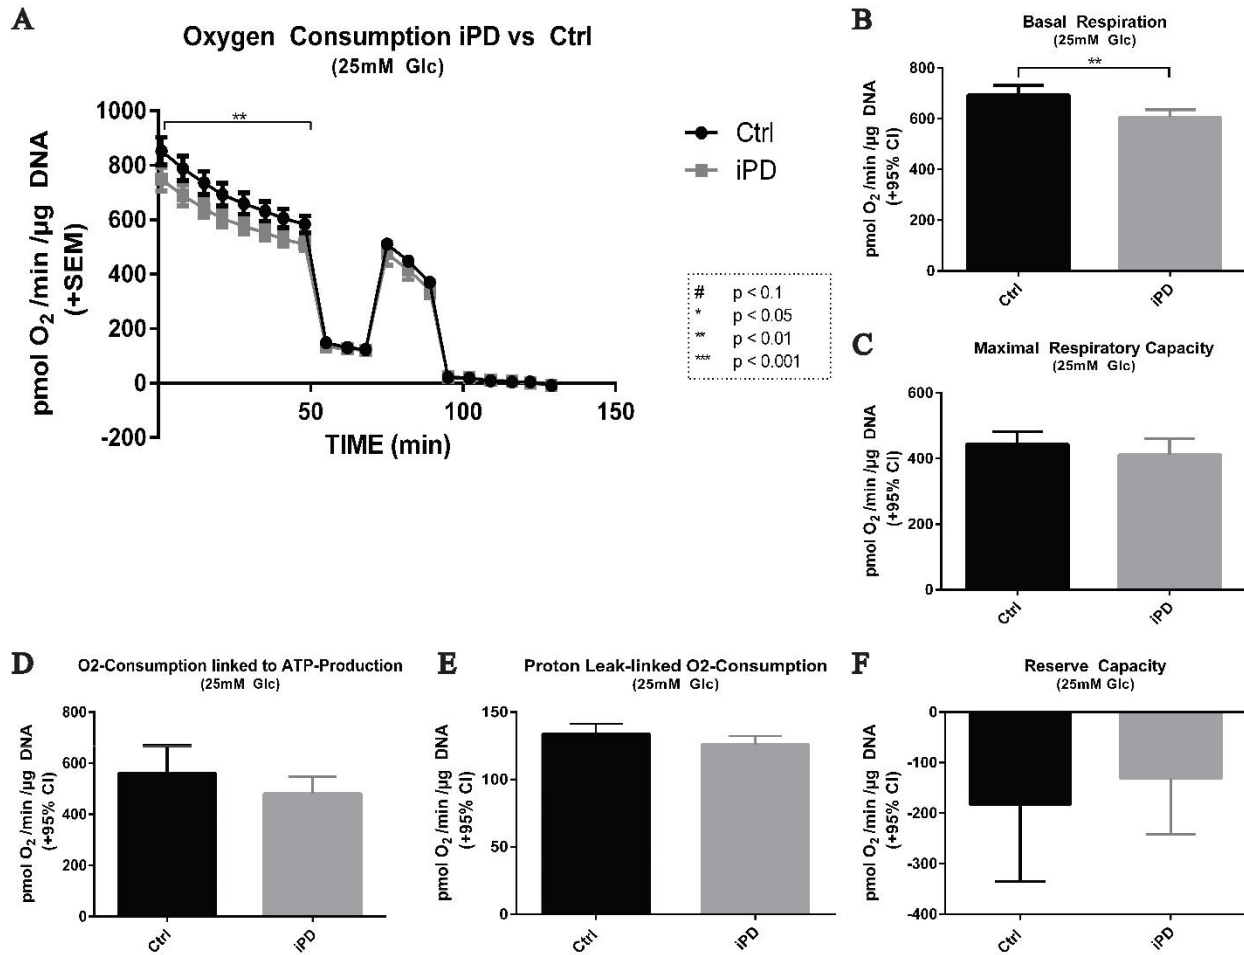 A
Oxygen Consumption iPD vs Ctrl
(25mM Glc)
pmol O2 /min /µg DNA
(+SEM)
1000
800
600
400
200
0
-200
**
50
100
150
TIME (min)
Ctrl
iPD
# p < 0.1
* p < 0.05
** p < 0.01
*** p < 0.001
B
Basal Respiration
(25mM Glc)
pmol O2 /min /µg DNA
(+95% CI)
800
600
400
200
0
**
Ctrl
iPD
C
Maximal Respiratory Capacity
(25mM Glc)
pmol O2 /min /µg DNA
(+95% CI)
600
400
200
0
Ctrl
iPD
D
O2-Consumption linked to ATP-Production
(25mM Glc)
pmol O2 /min /µg DNA
(+95% CI)
800
600
400
200
0
Ctrl
iPD
E
Proton Leak-linked O2-Consumption
(25mM Glc)
pmol O2 /min /µg DNA
(+95% CI)
150
100
50
0
Ctrl
iPD
F
Reserve Capacity
(25mM Glc)
pmol O2 /min /µg DNA
(+95% CI)
0
-100
-200
-300
-400
Ctrl
iPD